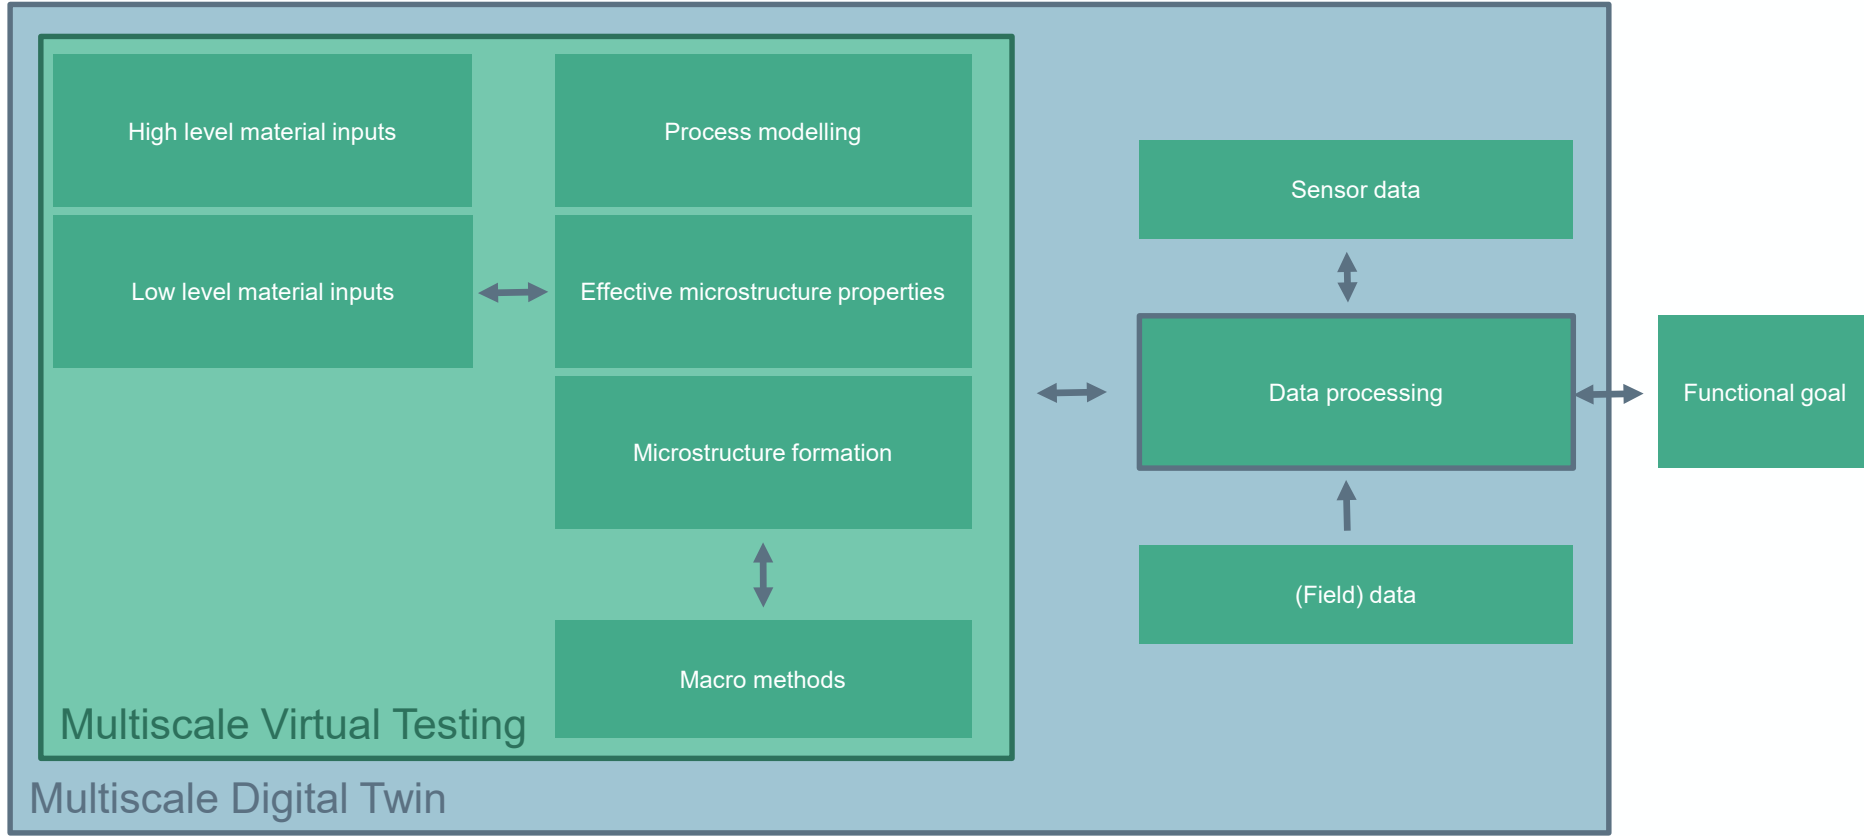 High level material inputs
Process modelling
Sensor data
Low level material inputs
Effective microstructure properties
Data processing
Functional goal
Microstructure formation
(Field) data
Macro methods
Multiscale Virtual Testing
Multiscale Digital Twin